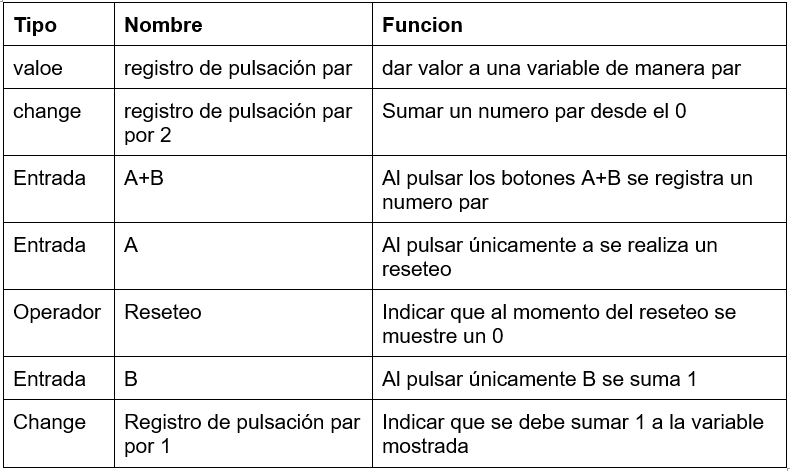 Tipo Nombre Funcion
valoe registro de pulsación par dar valor a una variable de manera par
change registro de pulsación par Sumar un numero par desde el 0
por 2
Entrada A+B Al pulsar los botones A+B se registra un
numero par
Entrada A Al pulsar únicamente a se realiza un
reseteo
Operador Reseteo Indicar que al momento del reseteo se
muestre un 0
Entrada B Al pulsar únicamente B se suma 1
Change Registro de pulsación par Indicar que se debe sumar 1 a la variable
por 1 mostrada